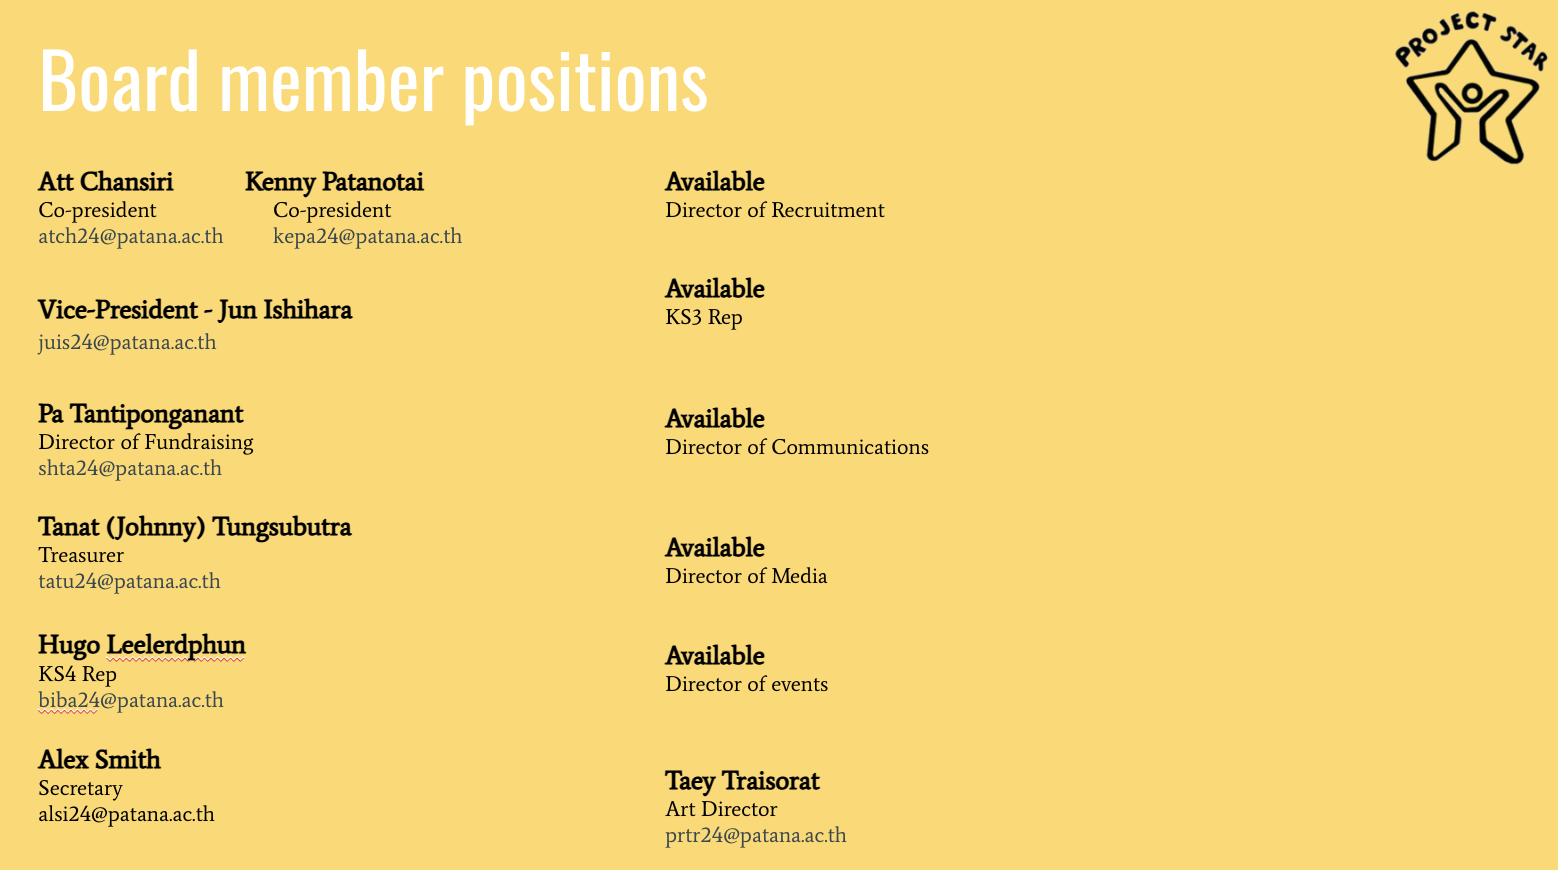 Board member positions
PROJECT STAR
Att Chansiri
Co-president
atch24@patana.ac.th
Kenny Patanotai
Co-president
kepa24@patana.ac.th
Vice-President - Jun Ishihara
juis24@patana.ac.th
Pa Tantiponganant
Director of Fundraising
shta24@patana.ac.th
Tanat (Johnny) Tungsubutra
Treasurer
tatu24@patana.ac.th
Hugo Leelerdphun
KS4 Rep
biba24@patana.ac.th
Alex Smith
Secretary
alsi24@patana.ac.th
Available
Director of Recruitment
Available
KS3 Rep
Available
Director of Communications
Available
Director of Media
Available
Director of events
Taey Traisorat
Art Director
prtr24@patana.ac.th